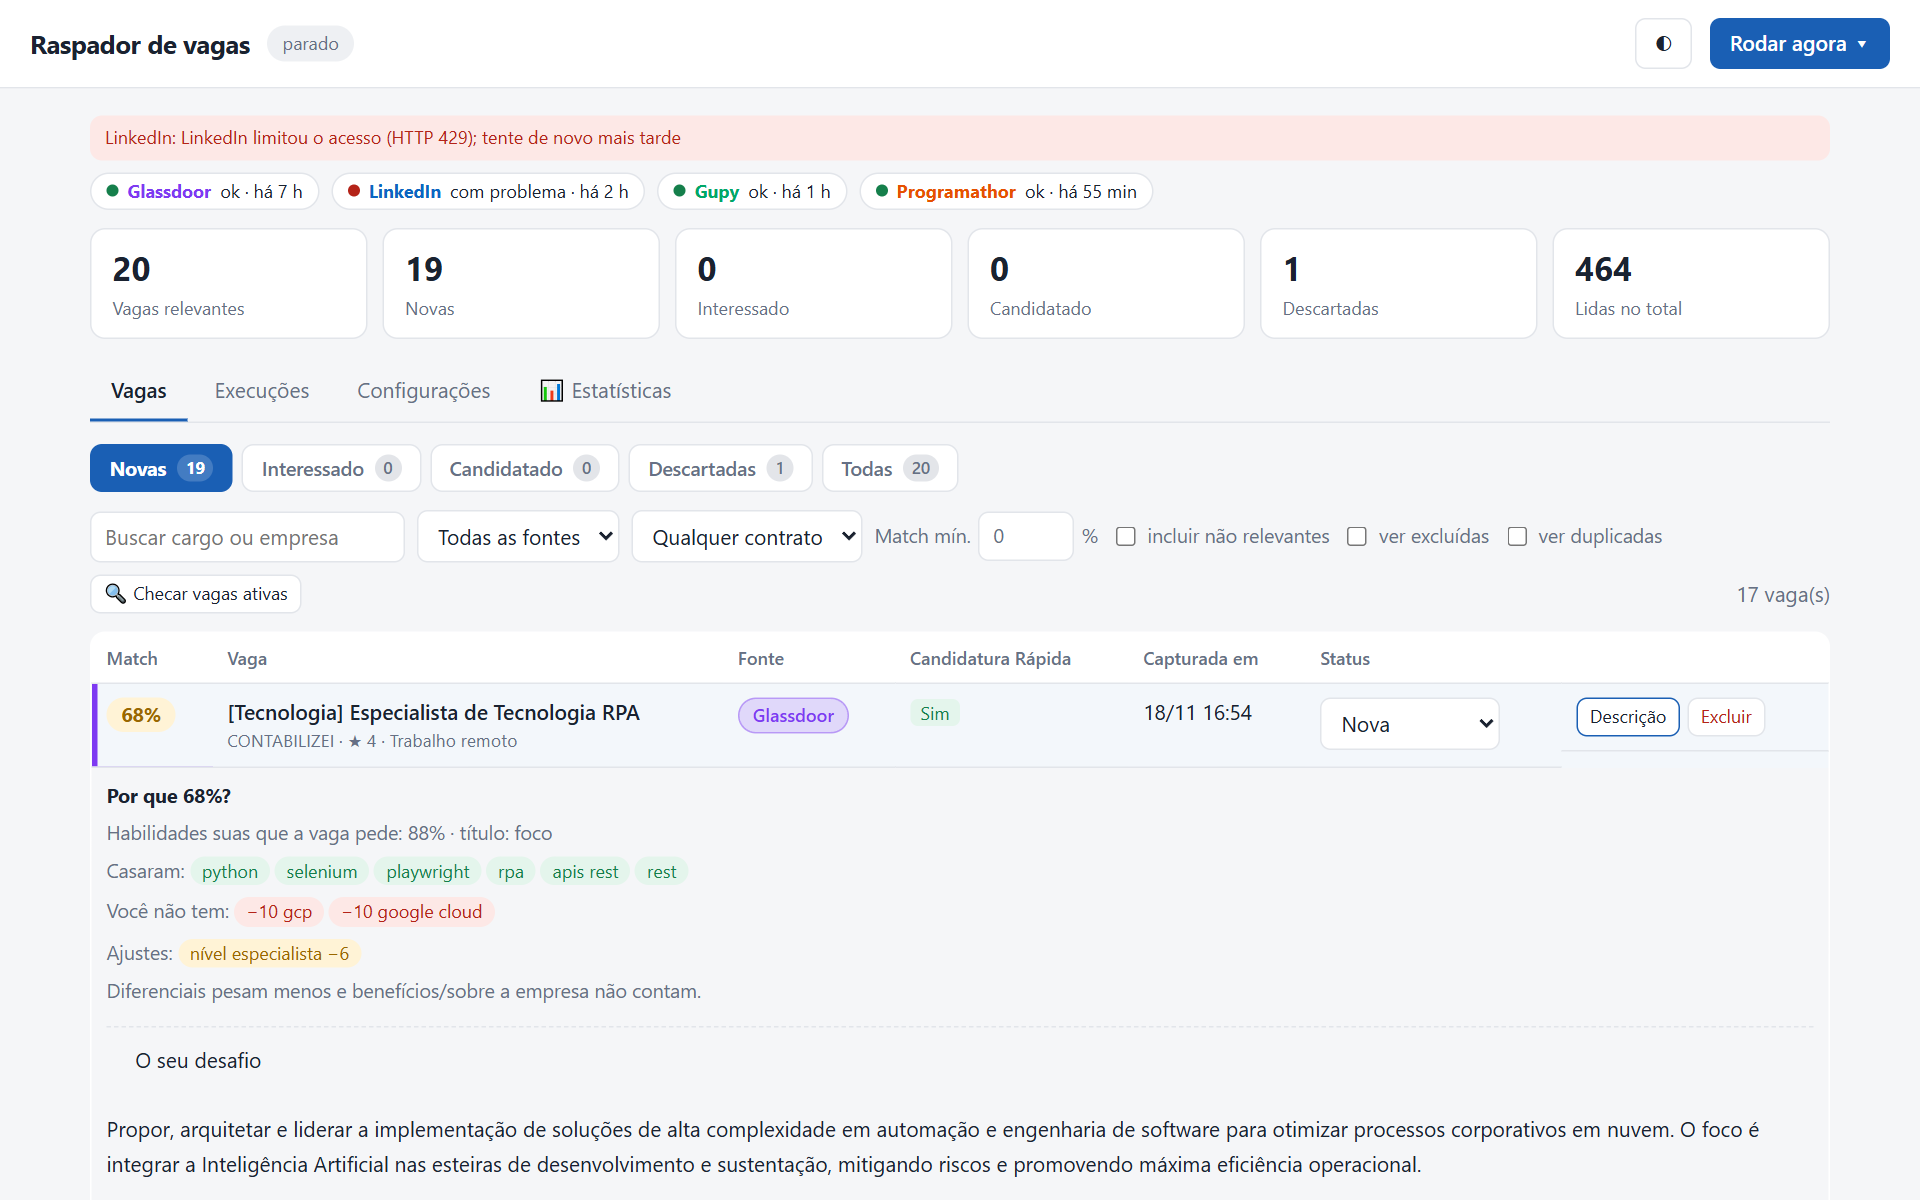 Raspador de vagas parado Rodar agora ▼
LinkedIn: LinkedIn limitou o acesso (HTTP 429); tente de novo mais tarde
Glassdoor ok · há 7 h LinkedIn com problema · há 2 h Gupy ok · há 1 h Programathor ok · há 55 min
20 19 0 0 1 464
Vagas relevantes Novas Interessado Candidatado Descartadas Lidas no total
Vagas Execuções Configurações Estatísticas
Novas 19 Interessado 0 Candidatado 0 Descartadas 1 Todas 20
Buscar cargo ou empresa Todas as fontes Qualquer contrato Match mín. 0 % incluir não relevantes ver excluídas ver duplicadas
Checar vagas ativas 17 vaga(s)
Match Vaga Fonte Candidatura Rápida Capturada em Status
68% [Tecnologia] Especialista de Tecnologia RPA Glassdoor Sim 18/11 16:54 Nova Descrição Excluir
CONTABILIZEI · ★ 4 · Trabalho remoto
Por que 68%?
Habilidades suas que a vaga pede: 88% · título: foco
Casaram: python selenium playwright rpa apis rest rest
Você não tem: −10 gcp −10 google cloud
Ajustes: nível especialista −6
Diferenciais pesam menos e benefícios/sobre a empresa não contam.
O seu desafio
Propor, arquitetar e liderar a implementação de soluções de alta complexidade em automação e engenharia de software para otimizar processos corporativos em nuvem. O foco é
integrar a Inteligência Artificial nas esteiras de desenvolvimento e sustentação, mitigando riscos e promovendo máxima eficiência operacional.